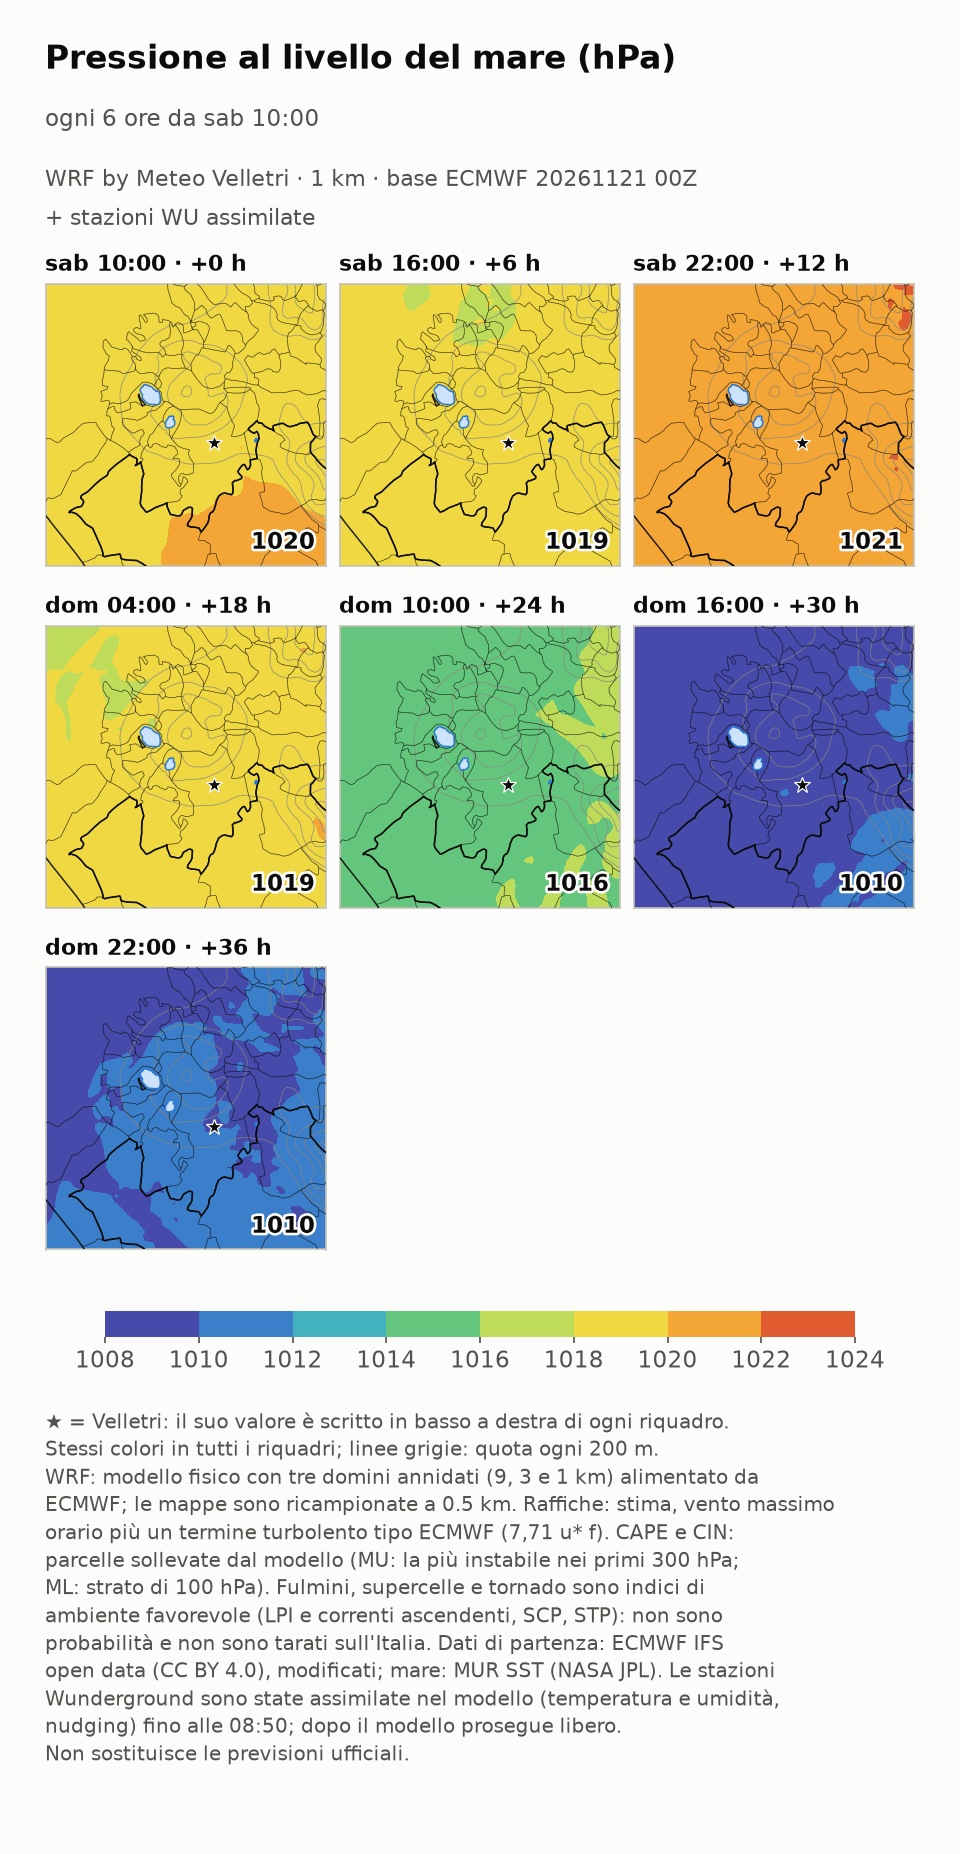 Pressione al livello del mare (hPa)
ogni 6 ore da sab 10:00
WRF by Meteo Velletri · 1 km · base ECMWF 20261121 00Z
+ stazioni WU assimilate
sab 10:00 · +0 h
sab 16:00 · +6 h
sab 22:00 · +12 h
1020
1019
1021
dom 04:00 · +18 h
dom 10:00 · +24 h
dom 16:00 · +30 h
1019
1016
1010
dom 22:00 · +36 h
1010
1008 1010 1012 1014 1016 1018 1020 1022 1024
★ = Velletri: il suo valore è scritto in basso a destra di ogni riquadro.
Stessi colori in tutti i riquadri; linee grigie: quota ogni 200 m.
WRF: modello fisico con tre domini annidati (9, 3 e 1 km) alimentato da
ECMWF; le mappe sono ricampionate a 0.5 km. Raffiche: stima, vento massimo
orario più un termine turbolento tipo ECMWF (7,71 u* f). CAPE e CIN:
parcelle sollevate dal modello (MU: la più instabile nei primi 300 hPa;
ML: strato di 100 hPa). Fulmini, supercelle e tornado sono indici di
ambiente favorevole (LPI e correnti ascendenti, SCP, STP): non sono
probabilità e non sono tarati sull'Italia. Dati di partenza: ECMWF IFS
open data (CC BY 4.0), modificati; mare: MUR SST (NASA JPL). Le stazioni
Wunderground sono state assimilate nel modello (temperatura e umidità,
nudging) fino alle 08:50; dopo il modello prosegue libero.
Non sostituisce le previsioni ufficiali.